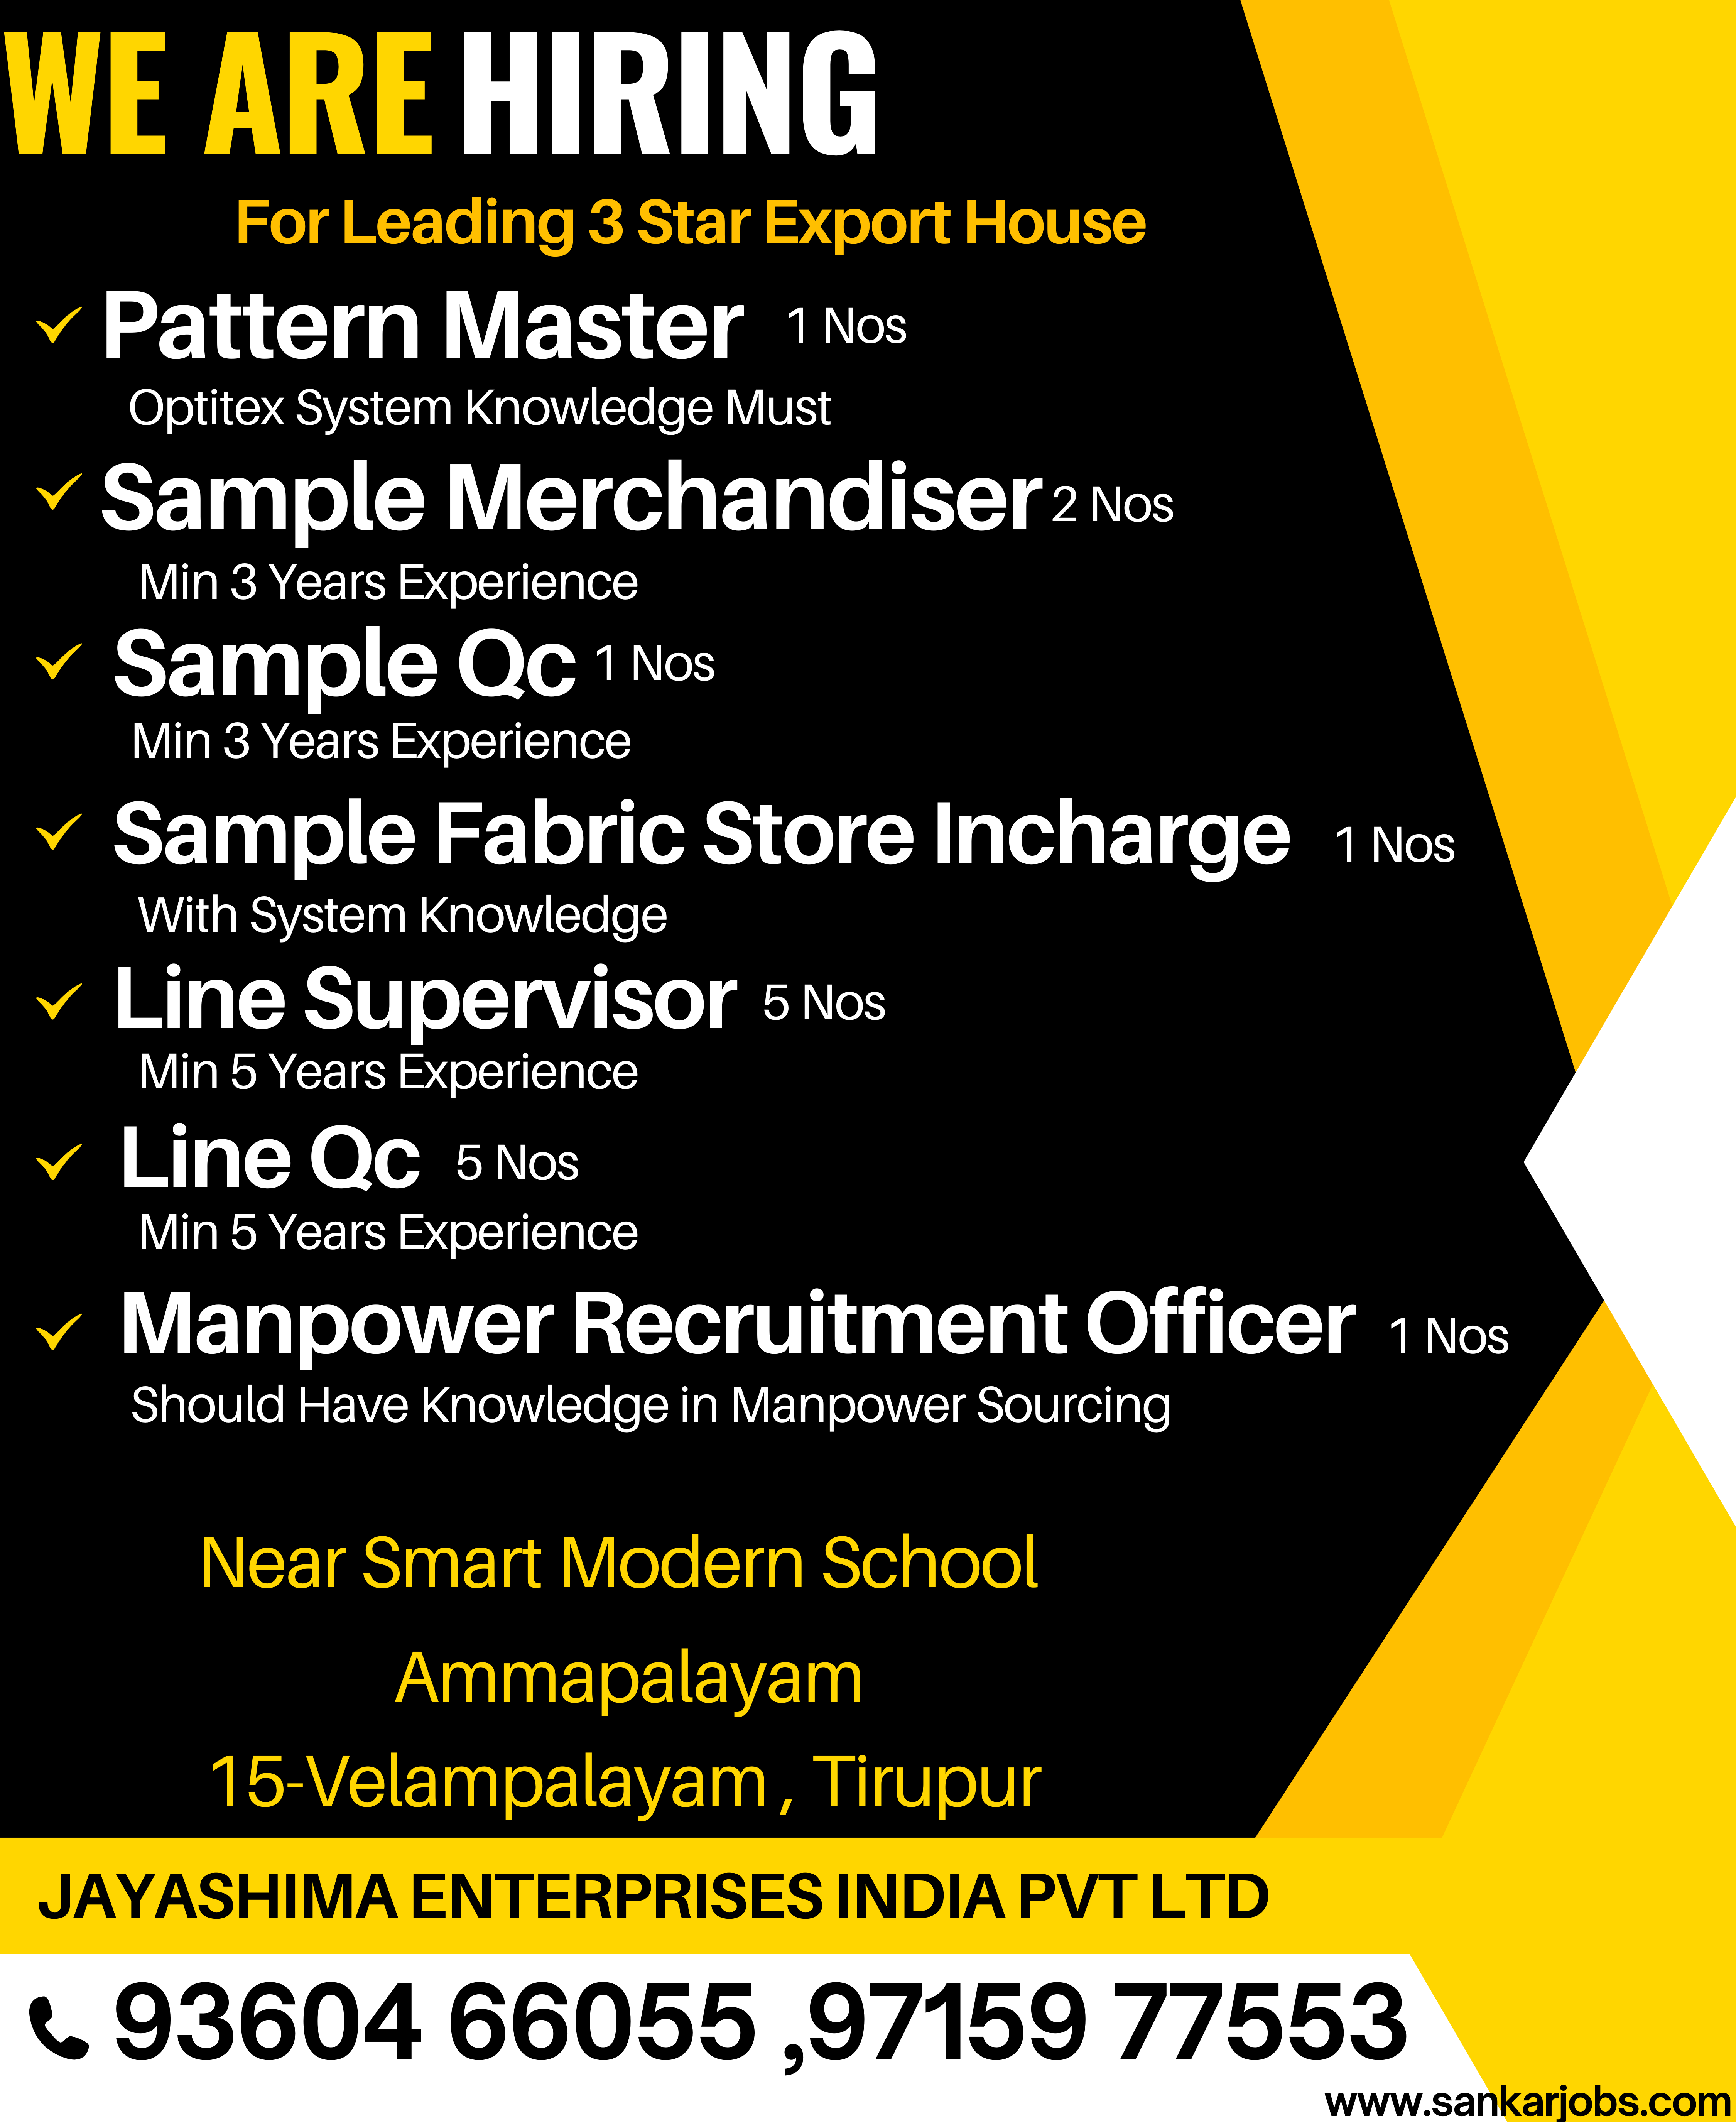 WE ARE HIRING
For Leading 3 Star Export House
Pattern Master 1 Nos
Optitex System Knowledge Must
Sample Merchandiser 2 Nos
Min 3 Years Experience
Sample Qc 1 Nos
Min 3 Years Experience
Sample Fabric Store Incharge 1 Nos
With System Knowledge
Line Supervisor 5 Nos
Min 5 Years Experience
Line Qc 5 Nos
Min 5 Years Experience
Manpower Recruitment Officer 1 Nos
Should Have Knowledge in Manpower Sourcing
Near Smart Modern School
Ammapalayam
15-Velampalayam , Tirupur
JAYASHIMA ENTERPRISES INDIA PVT LTD
93604 66055 ,97159 77553
www.sankarjobs.com